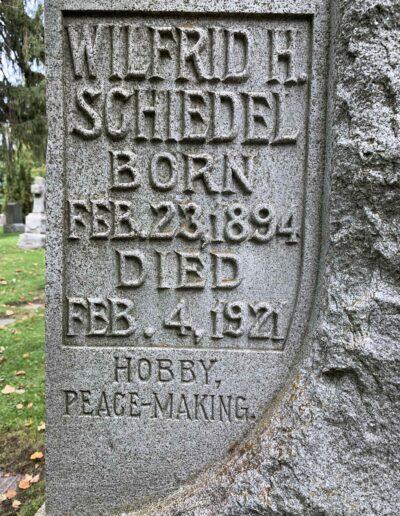 WILFRID H.
SCHIEDEL
BORN
FEB. 23, 1894
DIED
FEB. 4, 1921
HOBBY,
PEACE-MAKING.